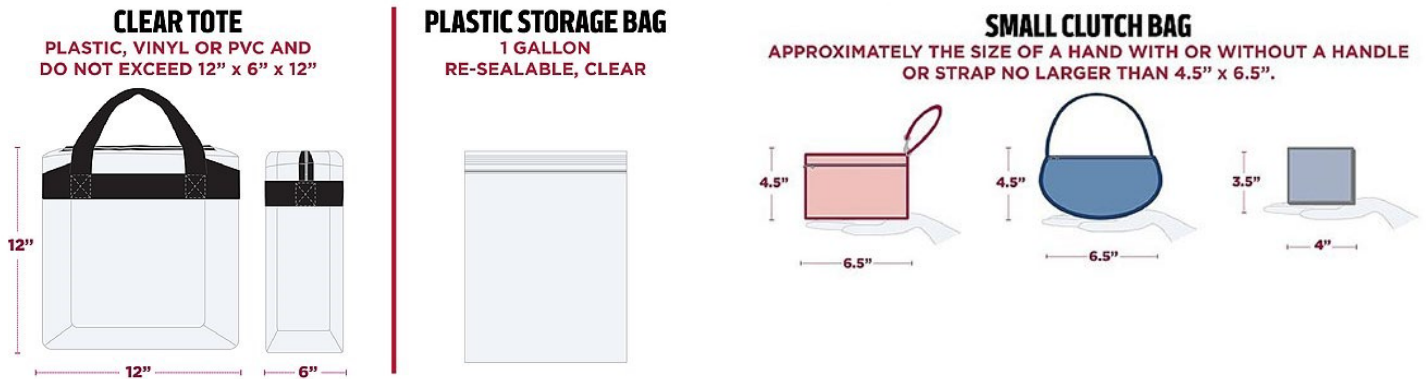 CLEAR TOTE
PLASTIC, VINYL OR PVC AND
DO NOT EXCEED 12” x 6” x 12”
12”
12”
6”
PLASTIC STORAGE BAG
1 GALLON
RE-SEALABLE, CLEAR
SMALL CLUTCH BAG
APPROXIMATELY THE SIZE OF A HAND WITH OR WITHOUT A HANDLE
OR STRAP NO LARGER THAN 4.5” x 6.5”.
4.5”
6.5”
4.5”
6.5”
3.5”
4”